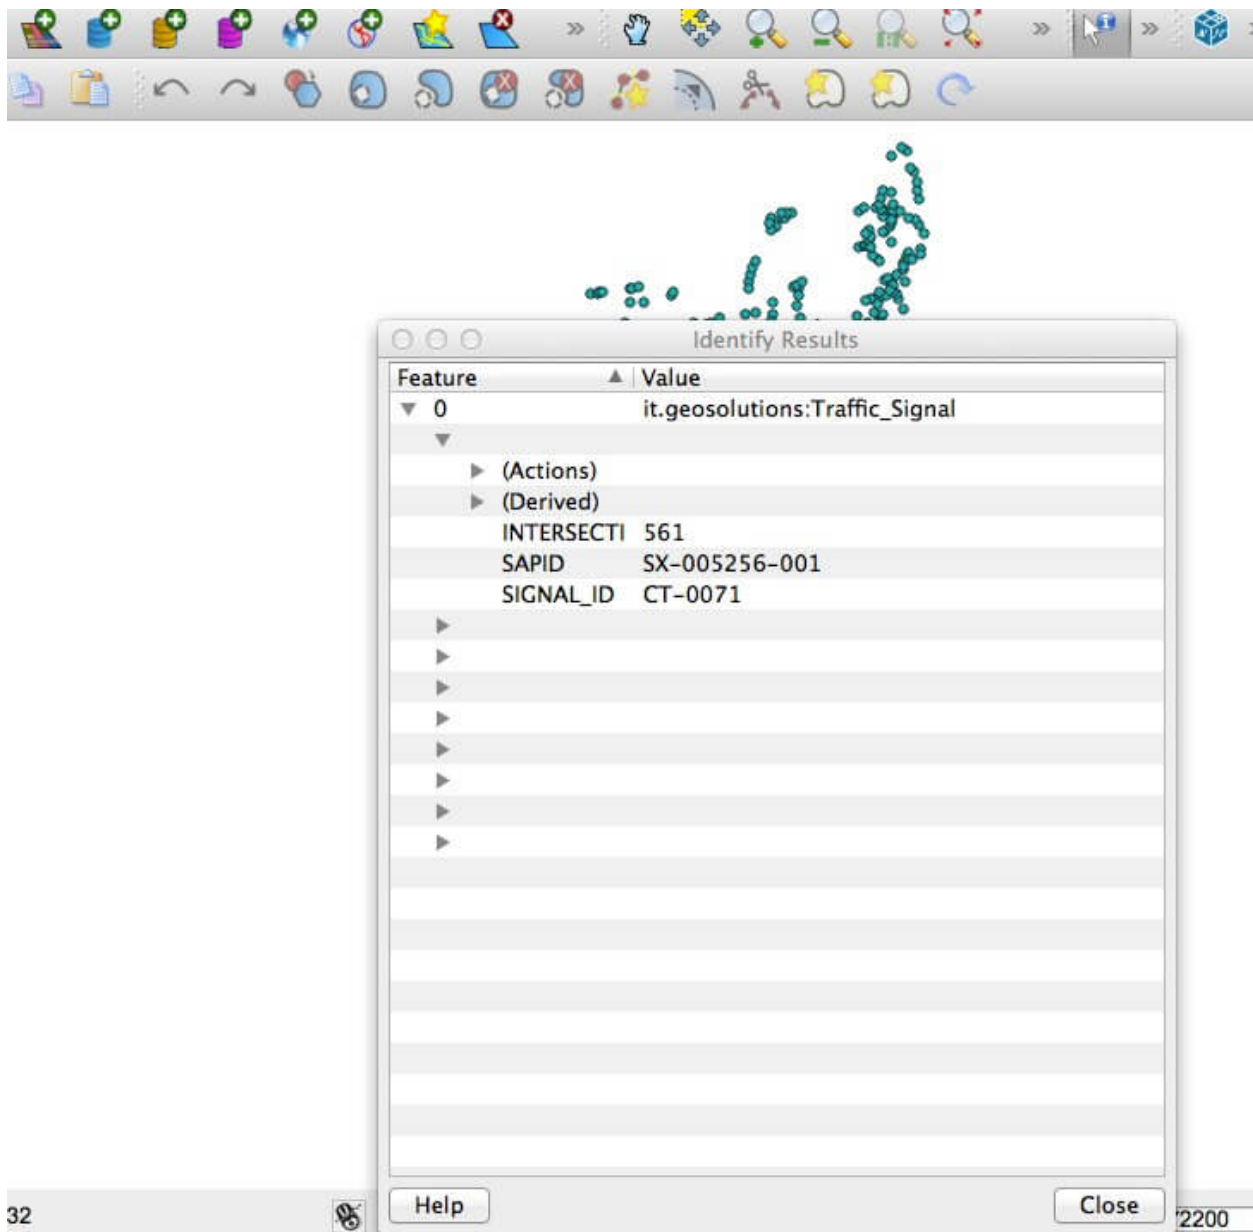 Identify Results
Feature Value
0 it.geosolutions:Traffic_Signal
(Actions)
(Derived)
INTERSECTI 561
SAPID SX-005256-001
SIGNAL_ID CT-0071
Help Close
32
2200